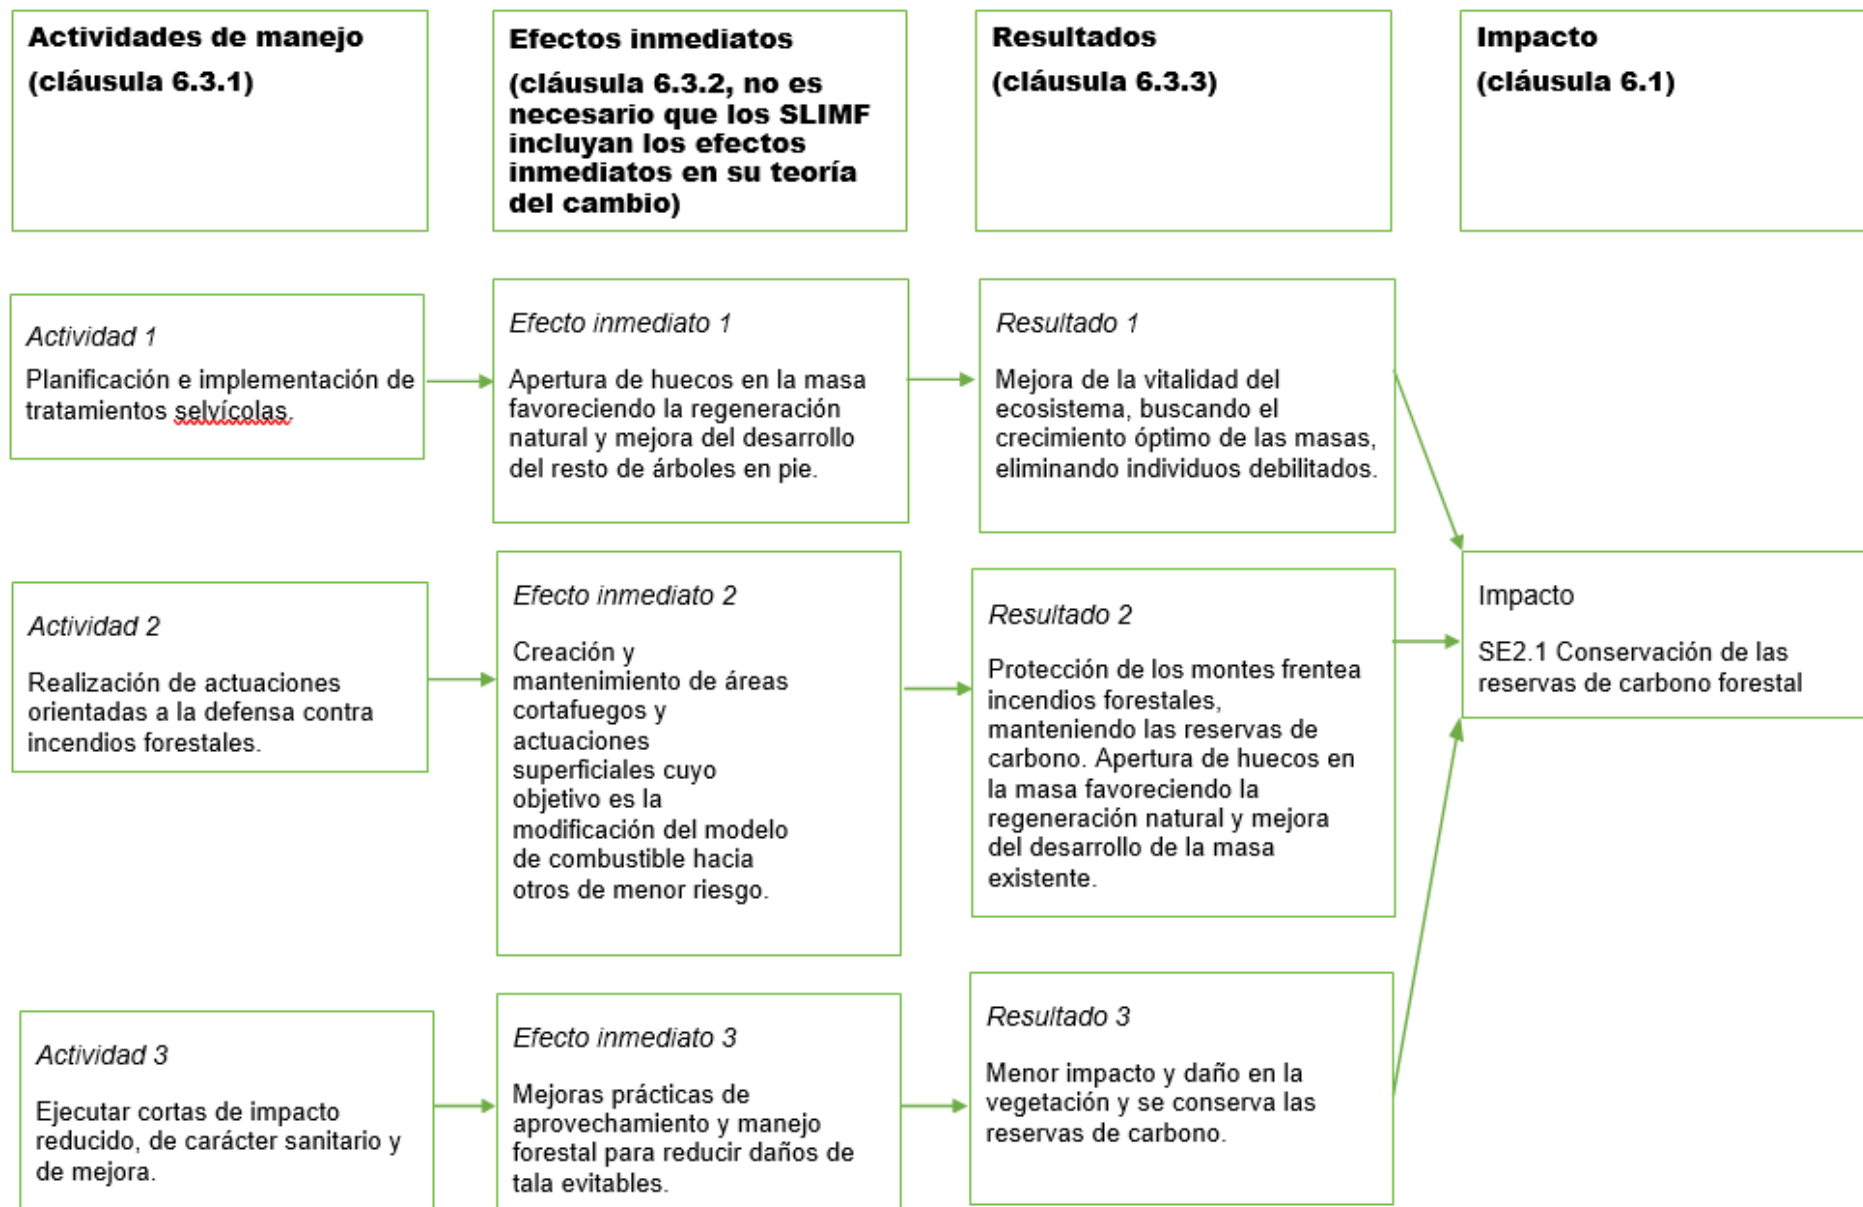 Actividades de manejo
(cláusula 6.3.1)
Efectos inmediatos
(cláusula 6.3.2, no es
necesario que los SLIMF
incluyan los efectos
inmediatos en su teoría
del cambio)
Resultados
(cláusula 6.3.3)
Impacto
(cláusula 6.1)
Actividad 1
Planificación e implementación de
tratamientos selvícolas.
Efecto inmediato 1
Apertura de huecos en la masa
favoreciendo la regeneración
natural y mejora del desarrollo
del resto de árboles en pie.
Resultado 1
Mejora de la vitalidad del
ecosistema, buscando el
crecimiento óptimo de las masas,
eliminando individuos debilitados.
Actividad 2
Realización de actuaciones
orientadas a la defensa contra
incendios forestales.
Efecto inmediato 2
Creación y
mantenimiento de áreas
cortafuegos y
actuaciones
superficiales cuyo
objetivo es la
modificación del modelo
de combustible hacia
otros de menor riesgo.
Resultado 2
Protección de los montes frentea
incendios forestales,
manteniendo las reservas de
carbono. Apertura de huecos en
la masa favoreciendo la
regeneración natural y mejora
del desarrollo de la masa
existente.
Impacto
SE2.1 Conservación de las
reservas de carbono forestal
Actividad 3
Ejecutar cortas de impacto
reducido, de carácter sanitario y
de mejora.
Efecto inmediato 3
Mejoras prácticas de
aprovechamiento y manejo
forestal para reducir daños de
tala evitables.
Resultado 3
Menor impacto y daño en la
vegetación y se conserva las
reservas de carbono.